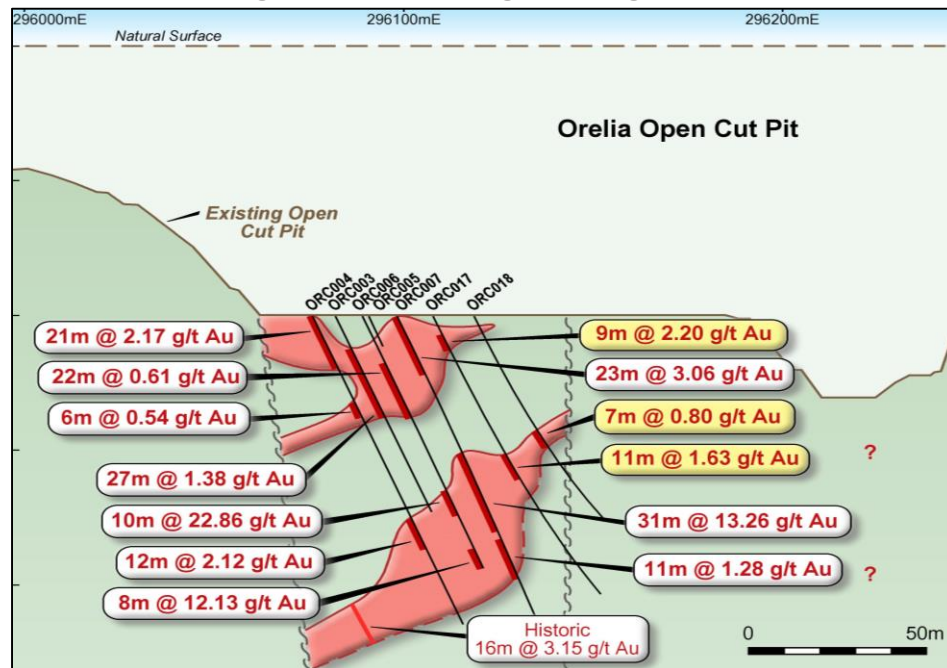 296000mE
296100mE
296200mE
Natural Surface
Orelia Open Cut Pit
Existing Open
Cut Pit
ORC004
ORC003
ORC006
ORC005
ORC007
ORC017
ORC018
21m @ 2.17 g/t Au
22m @ 0.61 g/t Au
6m @ 0.54 g/t Au
27m @ 1.38 g/t Au
10m @ 22.86 g/t Au
12m @ 2.12 g/t Au
8m @ 12.13 g/t Au
9m @ 2.20 g/t Au
23m @ 3.06 g/t Au
7m @ 0.80 g/t Au
11m @ 1.63 g/t Au
?
31m @ 13.26 g/t Au
11m @ 1.28 g/t Au
?
Historic
16m @ 3.15 g/t Au
0
50m